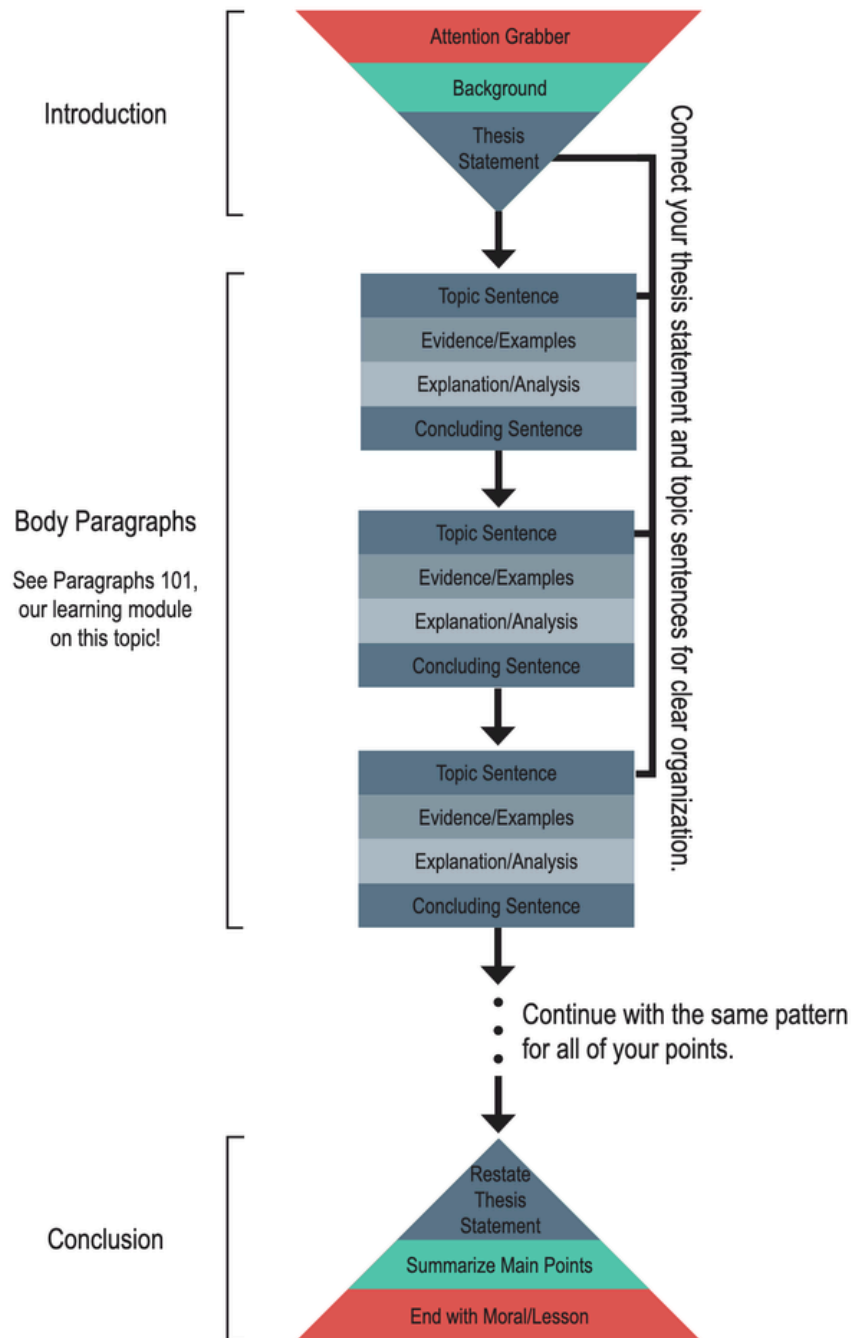 Attention Grabber
Background
Introduction
Thesis
Statement
Connect your thesis statement and topic sentences for clear organization.
Topic Sentence
Evidence/Examples
Explanation/Analysis
Concluding Sentence
Body Paragraphs
See Paragraphs 101,
our learning module
on this topic!
Topic Sentence
Evidence/Examples
Explanation/Analysis
Concluding Sentence
Topic Sentence
Evidence/Examples
Explanation/Analysis
Concluding Sentence
Continue with the same pattern
for all of your points.
Restate
Thesis
Statement
Conclusion
Summarize Main Points
End with Moral/Lesson